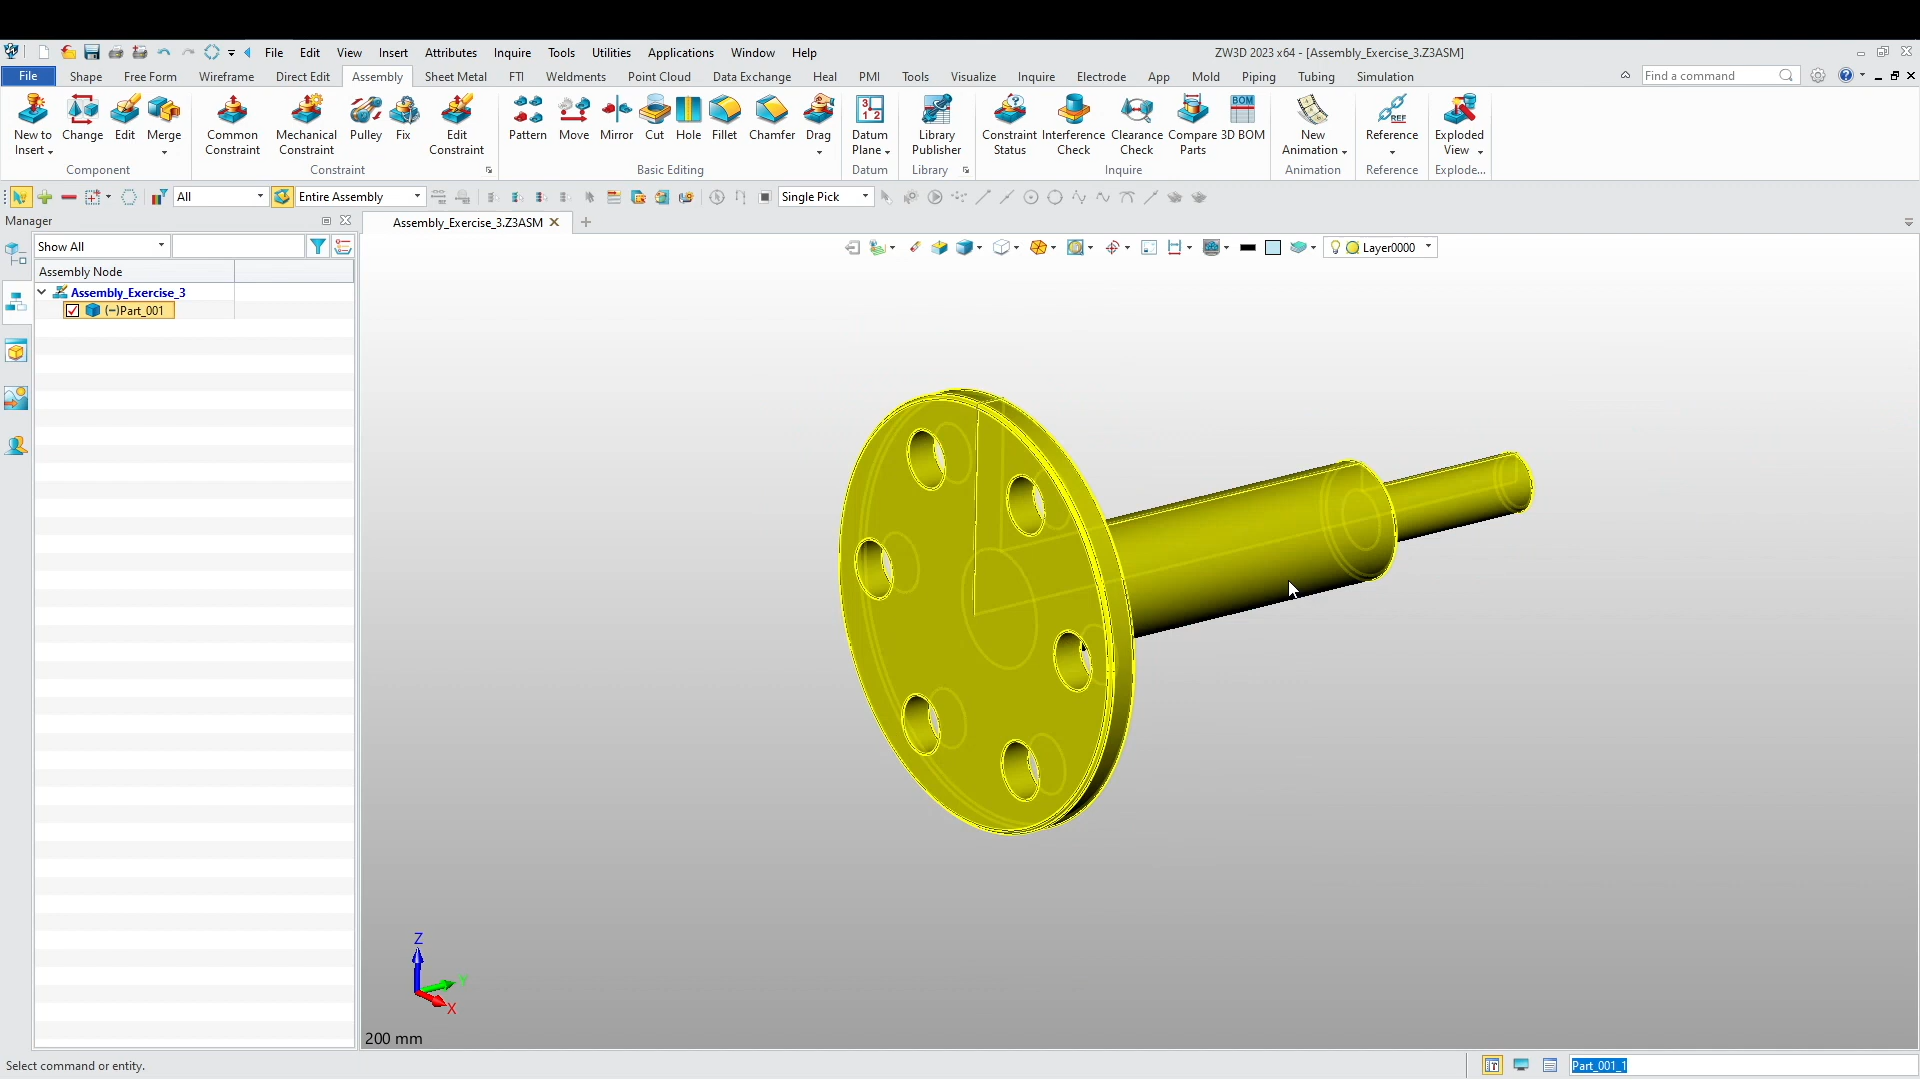 File Edit View Insert Attributes Inquire Tools Utilities Applications Window Help
ZW3D 2023 x64 - [Assembly_Exercise_3.Z3ASM]
File Shape Free Form Wireframe Direct Edit Assembly Sheet Metal FTI Weldments Point Cloud Data Exchange Heal PMI Tools Visualize Inquire Electrode App Mold Piping Tubing Simulation
Find a command
New to Insert
Change
Edit
Merge
Common Constraint
Mechanical Constraint
Pulley
Fix
Edit Constraint
Pattern
Move
Mirror
Cut
Hole
Fillet
Chamfer
Drag
Datum Plane
Library Publisher
Constraint Status
Interference Check
Clearance Check
Compare Parts
BOM
3D BOM
New Animation
REF
Reference
Exploded View
Component Constraint Basic Editing Datum Library Inquire Animation Reference Explode...
All
Entire Assembly
Single Pick
Manager
Assembly_Exercise_3.Z3ASM
Show All
Layer0000
Assembly Node
Assembly_Exercise_3
(-)Part_001
Z
Y
X
200 mm
Select command or entity.
Part_001_1